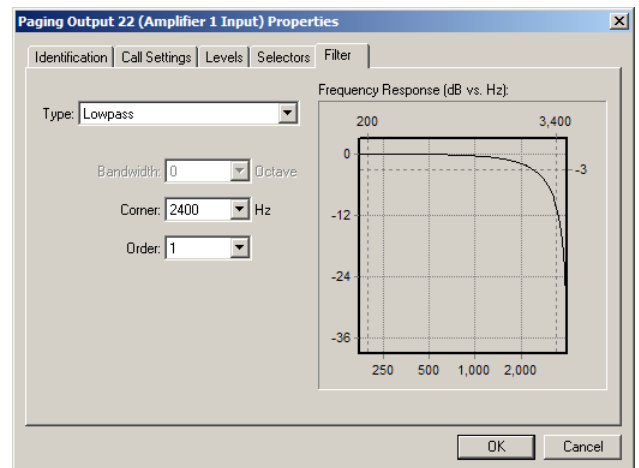 Paging Output 22 (Amplifier 1 Input) Properties
Identification Call Settings Levels Selectors Filter
Type: Lowpass
Bandwidth: 0 Octave
Corner: 2400 Hz
Order: 1
Frequency Response (dB vs. Hz):
200 3,400
0
-3
-12
-24
-36
250 500 1,000 2,000
OK Cancel